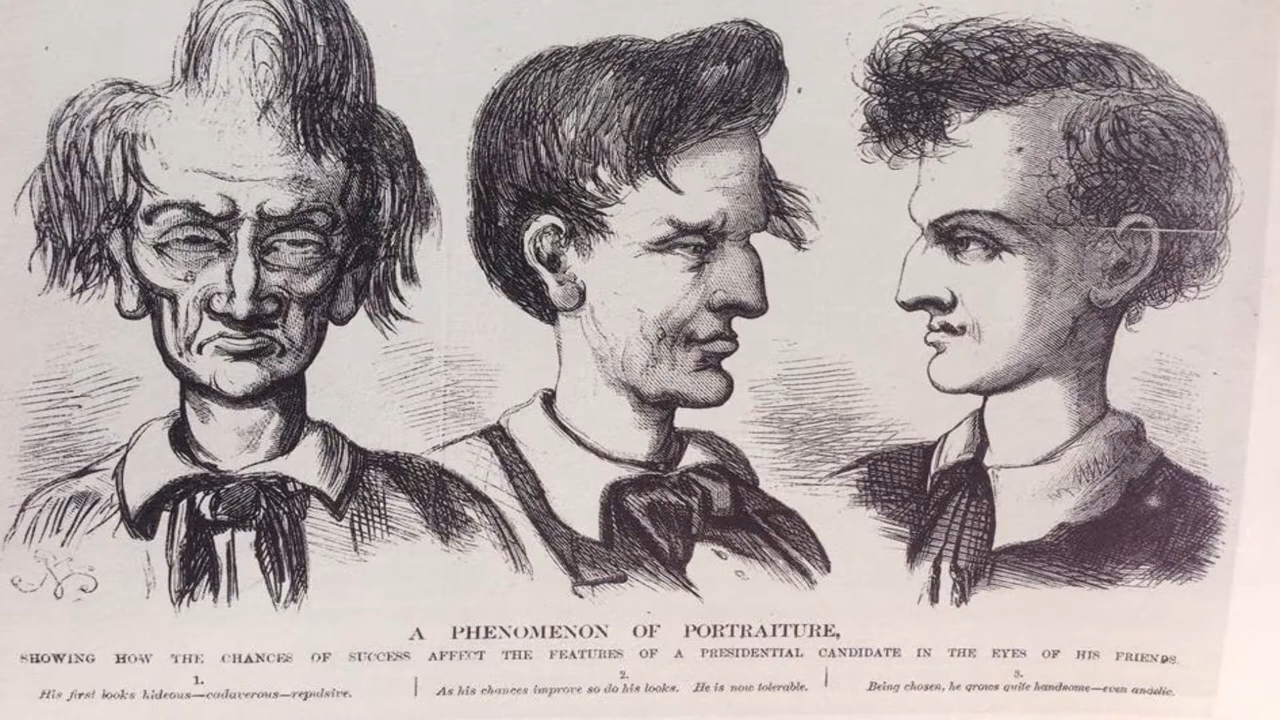 A PHENOMENON OF PORTRAITURE,
SHOWING HOW THE CHANCES OF SUCCESS AFFECT THE FEATURES OF A PRESIDENTIAL CANDIDATE IN THE EYES OF HIS FRIENDS.
1.
His first looks hideous—cadaverous—repulsive.
2.
As his chances improve so do his looks. He is now tolerable.
3.
Being chosen, he grows quite handsome—even angelic.